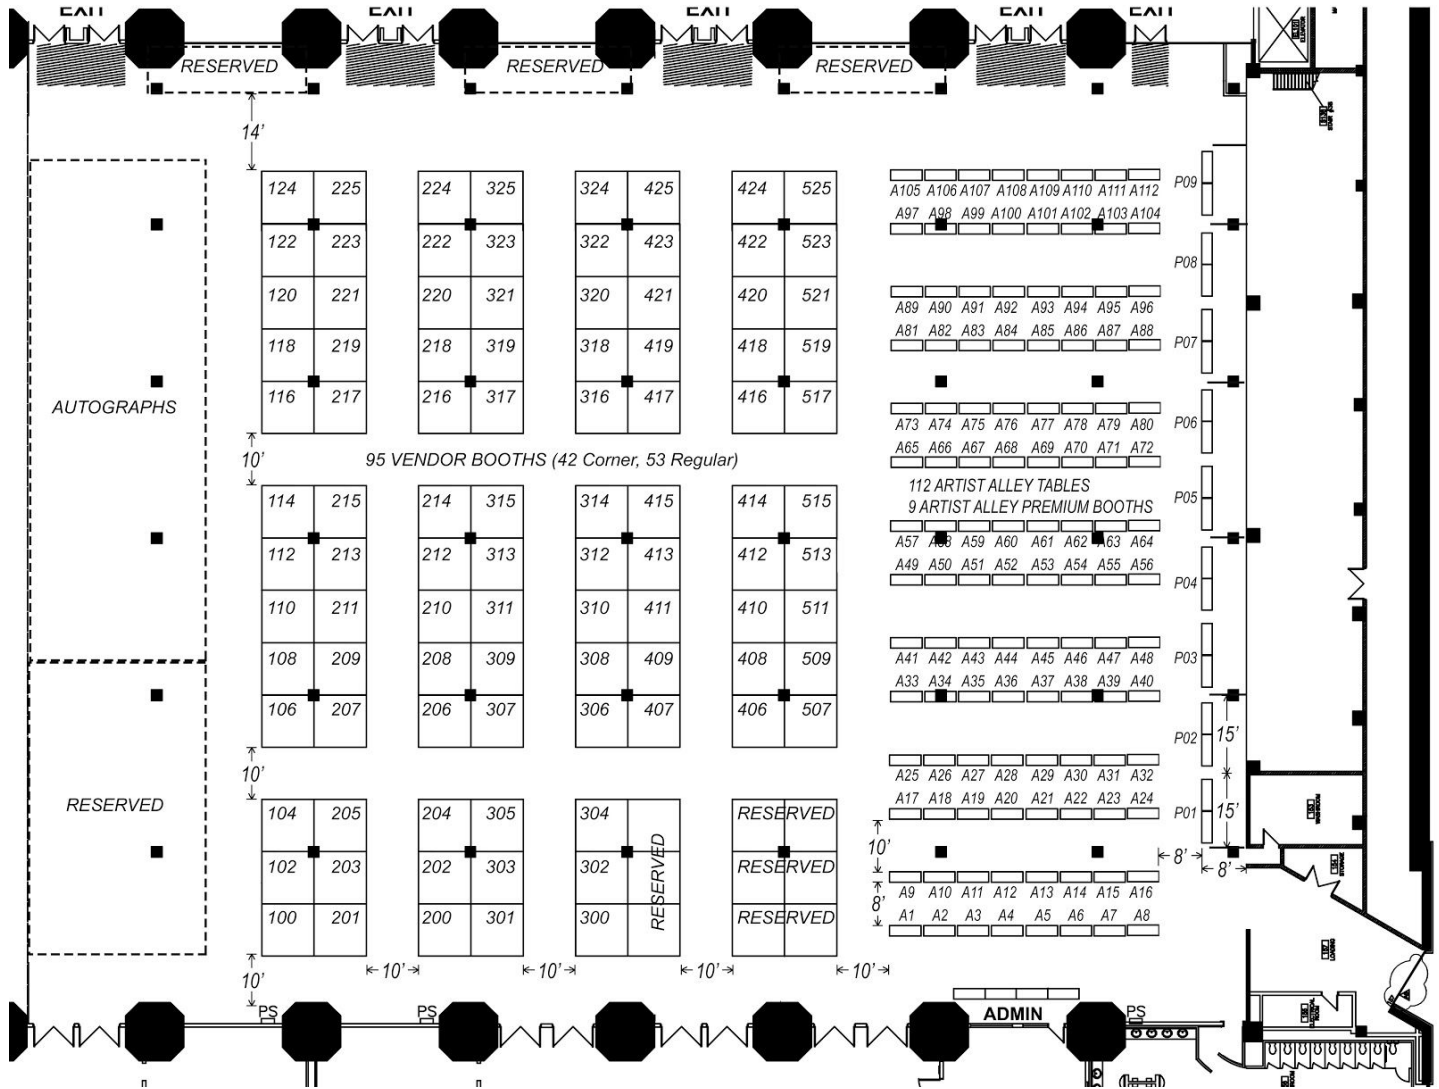 EXIT EXIT EXIT EXIT EXIT
RESERVED RESERVED RESERVED
14'
124 225 224 325 324 425 424 525
A105 A106 A107 A108 A109 A110 A111 A112
P09
A97 A98 A99 A100 A101 A102 A103 A104
122 223 222 323 322 423 422 523
P08
120 221 220 321 320 421 420 521
A89 A90 A91 A92 A93 A94 A95 A96
A81 A82 A83 A84 A85 A86 A87 A88
P07
118 219 218 319 318 419 418 519
116 217 216 317 316 417 416 517
AUTOGRAPHS
A73 A74 A75 A76 A77 A78 A79 A80
P06
A65 A66 A67 A68 A69 A70 A71 A72
10'
95 VENDOR BOOTHS (42 Corner, 53 Regular)
112 ARTIST ALLEY TABLES
9 ARTIST ALLEY PREMIUM BOOTHS
P05
114 215 214 315 314 415 414 515
A57 A58 A59 A60 A61 A62 A63 A64
112 213 212 313 312 413 412 513
A49 A50 A51 A52 A53 A54 A55 A56
P04
110 211 210 311 310 411 410 511
108 209 208 309 308 409 408 509
A41 A42 A43 A44 A45 A46 A47 A48
P03
A33 A34 A35 A36 A37 A38 A39 A40
106 207 206 307 306 407 406 507
P02
15'
10'
A25 A26 A27 A28 A29 A30 A31 A32
A17 A18 A19 A20 A21 A22 A23 A24
P01
15'
RESERVED
104 205 204 305 304 RESERVED
10'
8'
8'
102 203 202 303 302 RESERVED RESERVED
A9 A10 A11 A12 A13 A14 A15 A16
8'
100 201 200 301 300 RESERVED
A1 A2 A3 A4 A5 A6 A7 A8
10' 10' 10' 10' 10'
PS PS ADMIN PS
ELEVATOR
STORAGE
LOADING
ELECTRICAL
ROOM